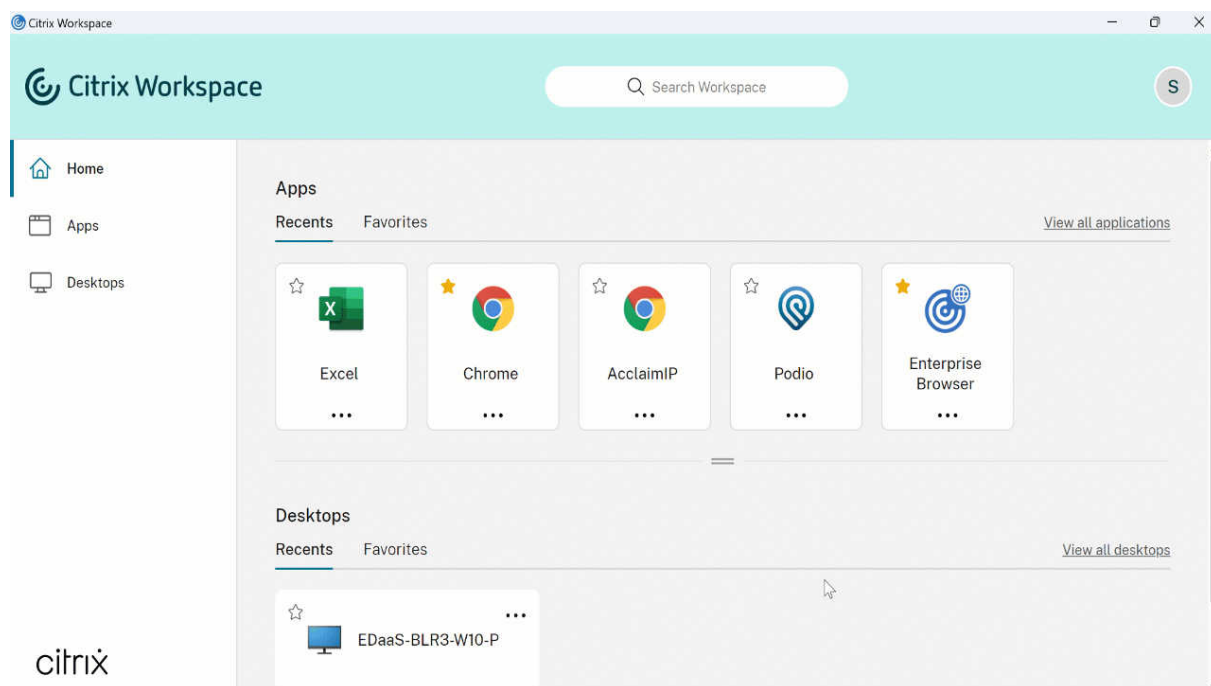 Citrix Workspace
Citrix Workspace
Search Workspace
S
Home
Apps
Desktops
Apps
Recents Favorites
View all applications
X
Excel
Chrome
AcclaimIP
Podio
Enterprise
Browser
Desktops
Recents Favorites
View all desktops
EDaaS-BLR3-W10-P
citrix